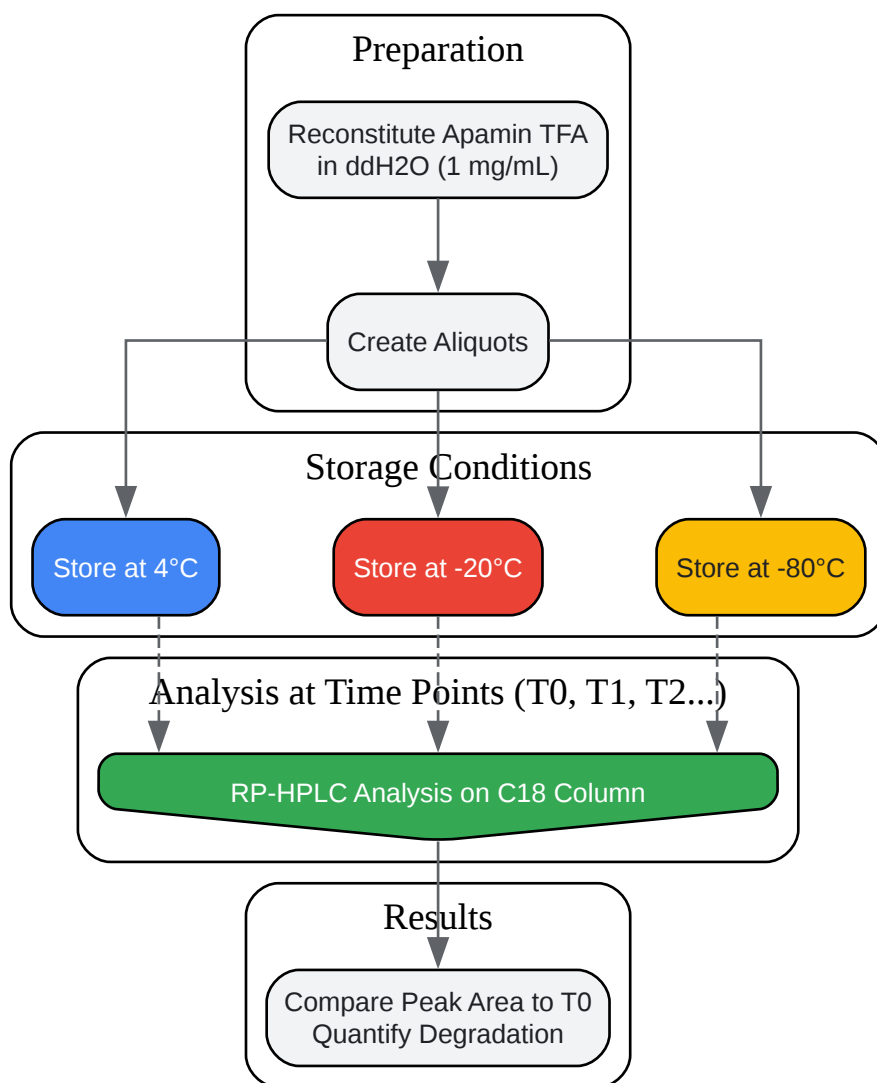 Preparation
Reconstitute Apamin TFA
in ddH2O (1 mg/mL)
Create Aliquots
Storage Conditions
Store at 4°C
Store at -20°C
Store at -80°C
Analysis at Time Points (T0, T1, T2...)
RP-HPLC Analysis on C18 Column
Results
Compare Peak Area to T0
Quantify Degradation